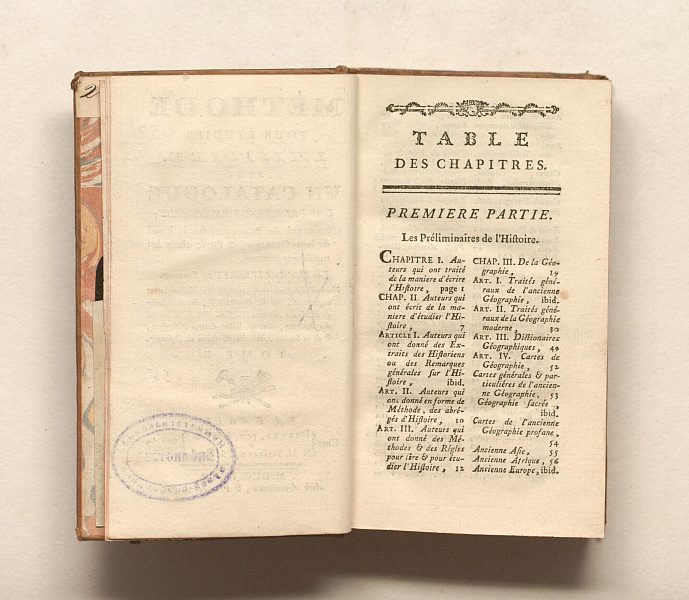 2
TABLE
DES CHAPITRES.
PREMIERE PARTIE.
Les Préliminaires de l'Hiſtoire.
CHAPITRE I. Au-
teurs qui ont traité
de la maniere d'écrire
l'Hiſtoire, page 1
CHAP. II Auteurs qui
ont écrit de la ma-
niere d'étudier l'Hi-
ſtoire, 7
ARTICLE I. Auteurs qui
ont donné des Ex-
traits des Hiſtoriens
ou des Remarques
générales ſur l'Hi-
ſtoire, ibid.
ART. II. Auteurs qui
ont donné en forme de
Méthode, des abré-
gés d'Hiſtoire, 10
ART. III. Auteurs qui
ont donné des Mé-
thodes & des Règles
pour lire & pour étu-
dier l'Hiſtoire, 12
CHAP. III. De la Géo-
graphie, 19
ART. I. Traités géné-
raux de l'ancienne
Géographie, ibid.
ART. II. Traités géné-
raux de la Géographie
moderne, 30
ART. III. Dictionaires
Géographiques, 49
ART. IV. Cartes de
Géographie, 52
Cartes générales & par-
ticulières de l'ancien-
ne Géographie, 53
Géographie ſacrée,
ibid.
Cartes de l'ancienne
Géographie profane,
54
Ancienne Aſie, 55
Ancienne Afrique, 56
Ancienne Europe, ibid.